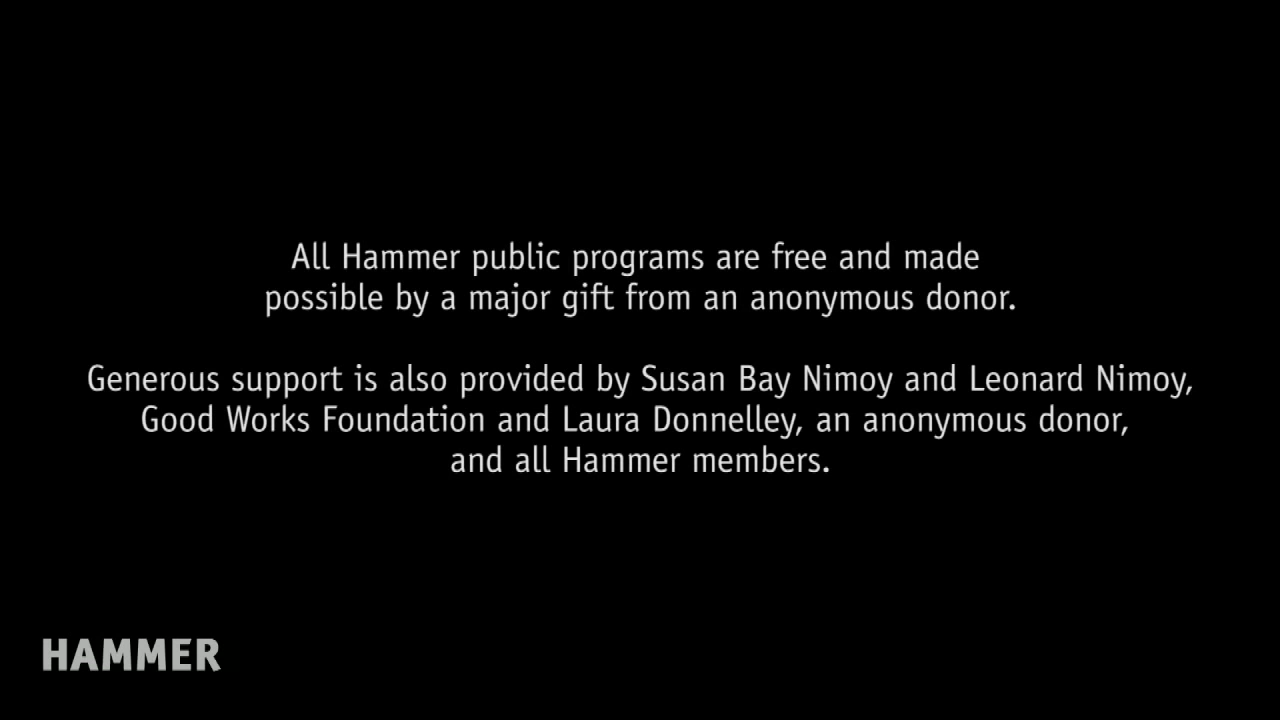 All Hammer public programs are free and made
possible by a major gift from an anonymous donor.
Generous support is also provided by Susan Bay Nimoy and Leonard Nimoy,
Good Works Foundation and Laura Donnelley, an anonymous donor,
and all Hammer members.
HAMMER